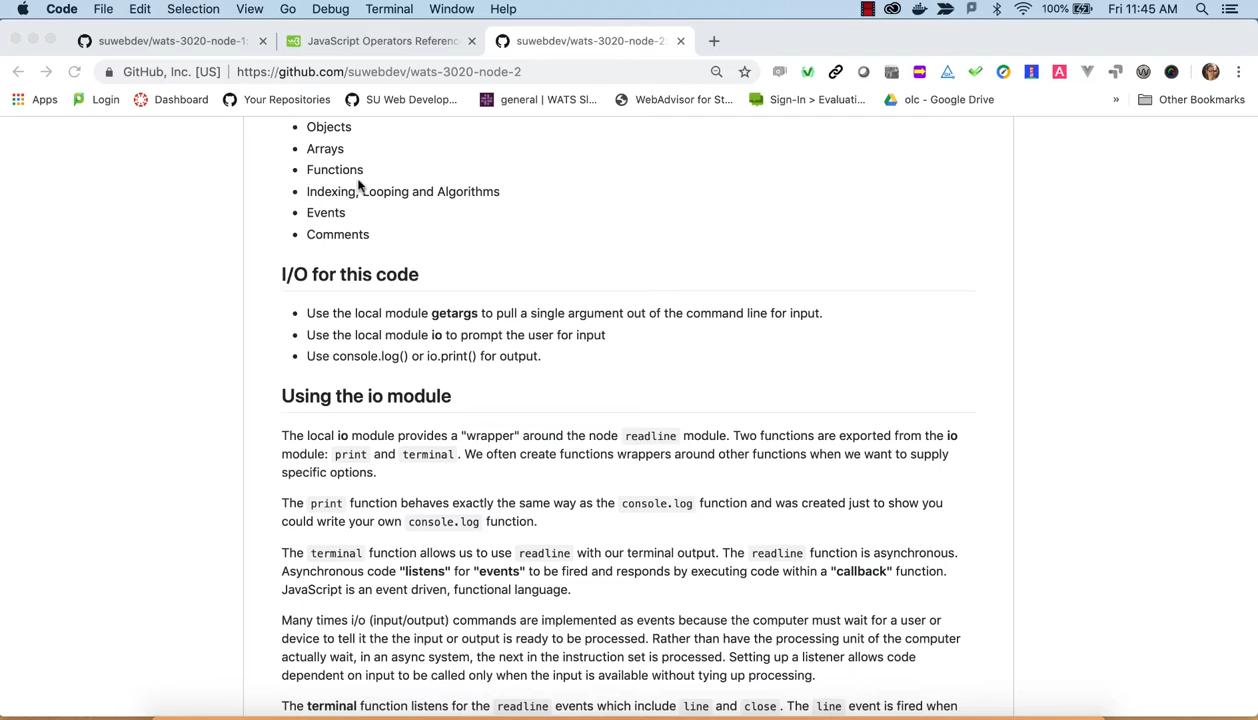 Code File Edit Selection View Go Debug Terminal Window Help 100% Fri 11:45 AM
suwebdev/wats-3020-node-1: JavaScript Operators Referenc suwebdev/wats-3020-node-2:
GitHub, Inc. [US] https://github.com/suwebdev/wats-3020-node-2
Apps Login Dashboard Your Repositories SU Web Develop... general | WATS Sl... WebAdvisor for St... Sign-In > Evaluati... olc - Google Drive » Other Bookmarks
• Objects
• Arrays
• Functions
• Indexing, Looping and Algorithms
• Events
• Comments
I/O for this code
• Use the local module getargs to pull a single argument out of the command line for input.
• Use the local module io to prompt the user for input
• Use console.log() or io.print() for output.
Using the io module
The local io module provides a "wrapper" around the node readline module. Two functions are exported from the io
module: print and terminal. We often create functions wrappers around other functions when we want to supply
specific options.
The print function behaves exactly the same way as the console.log function and was created just to show you
could write your own console.log function.
The terminal function allows us to use readline with our terminal output. The readline function is asynchronous.
Asynchronous code "listens" for "events" to be fired and responds by executing code within a "callback" function.
JavaScript is an event driven, functional language.
Many times i/o (input/output) commands are implemented as events because the computer must wait for a user or
device to tell it the the input or output is ready to be processed. Rather than have the processing unit of the computer
actually wait, in an async system, the next in the instruction set is processed. Setting up a listener allows code
dependent on input to be called only when the input is available without tying up processing.
The terminal function listens for the readline events which include line and close. The line event is fired when